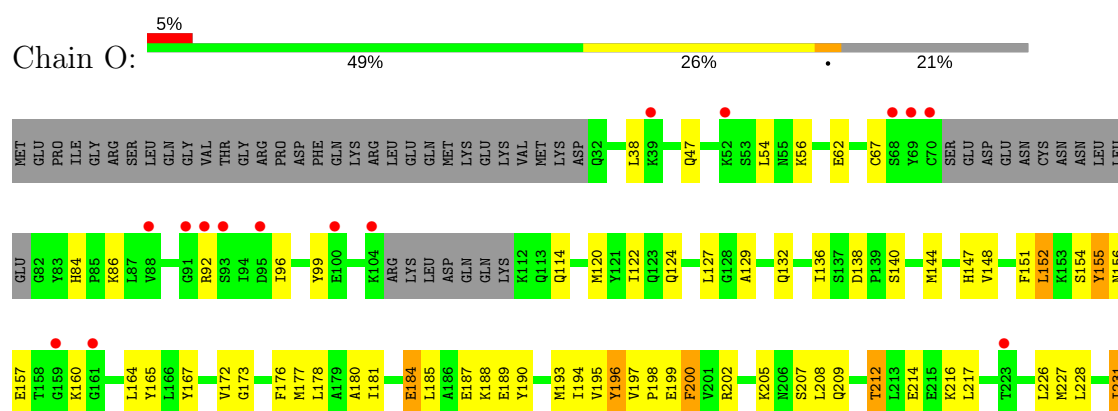 5%
Chain O:
49% 26% • 21%
MET GLU PRO ILE GLY ARG SER LEU GLN GLY VAL THR GLY ARG PRO ASP PHE GLN LYS ARG LEU GLU GLN MET LYS GLU LYS VAL MET LYS ASP Q32 L38 K39 Q47 K52 S53 L54 N55 K56 E62 C67 S68 Y69 C70 SER GLU ASP GLU ASN CYS ASN ASN LEU LEU
GLU G82 Y83 H84 P85 K86 L87 V88 G91 R92 S93 I94 D95 I96 Y99 E100 K104 ARG LYS LEU ASP GLN GLN LYS K112 Q113 Q114 M120 Y121 I122 Q123 Q124 L127 G128 A129 Q132 I136 S137 D138 P139 S140 M144 H147 V148 F151 L152 K153 S154 Y155 N156
E157 T158 G159 K160 G161 L164 Y165 L166 Y167 V172 G173 F176 M177 L178 A179 A180 I181 E184 L185 A186 E187 K188 E189 Y190 M193 I194 V195 Y196 V197 P198 E199 F200 V201 R202 K205 N206 S207 L208 Q209 T212 L213 E214 E215 K216 L217 T223 L226 M227 L228